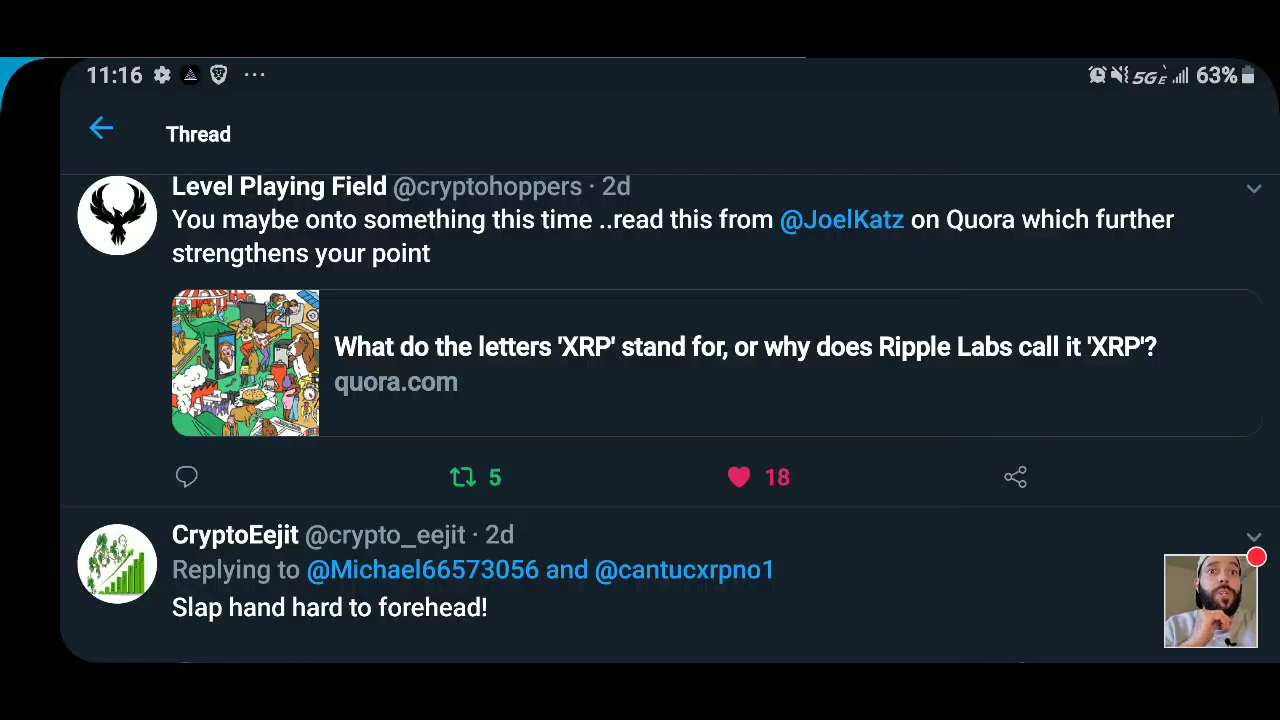 11:16 ... 5GE 63%
Thread
Level Playing Field @cryptohoppers · 2d
You maybe onto something this time ..read this from @JoelKatz on Quora which further
strengthens your point
What do the letters 'XRP' stand for, or why does Ripple Labs call it 'XRP'?
quora.com
5 18
CryptoEejit @crypto_eejit · 2d
Replying to @Michael66573056 and @cantucxrpno1
Slap hand hard to forehead!